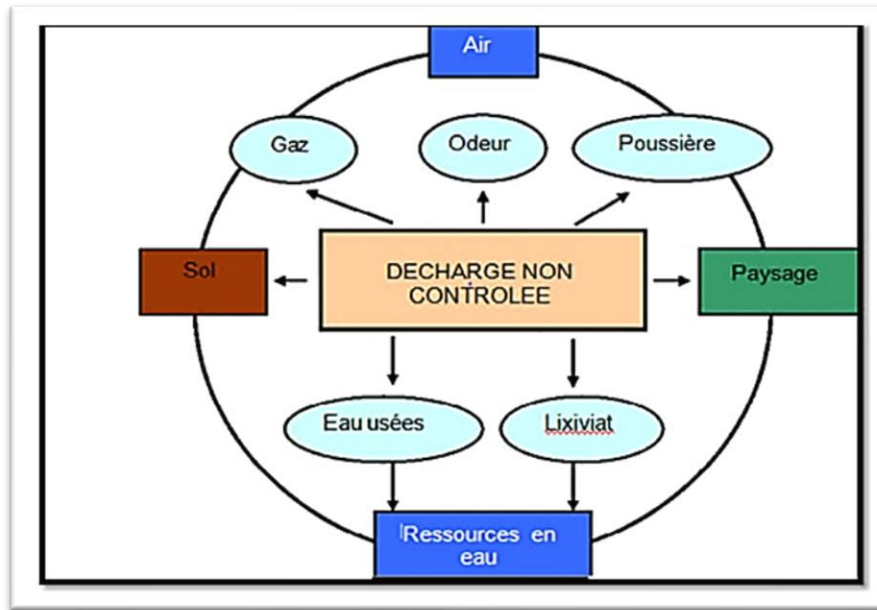 Air
Gaz
Odeur
Poussière
Sol
DECHARGE NON
CONTROLEE
Paysage
Eau usées
Lixiviat
Ressources en
eau